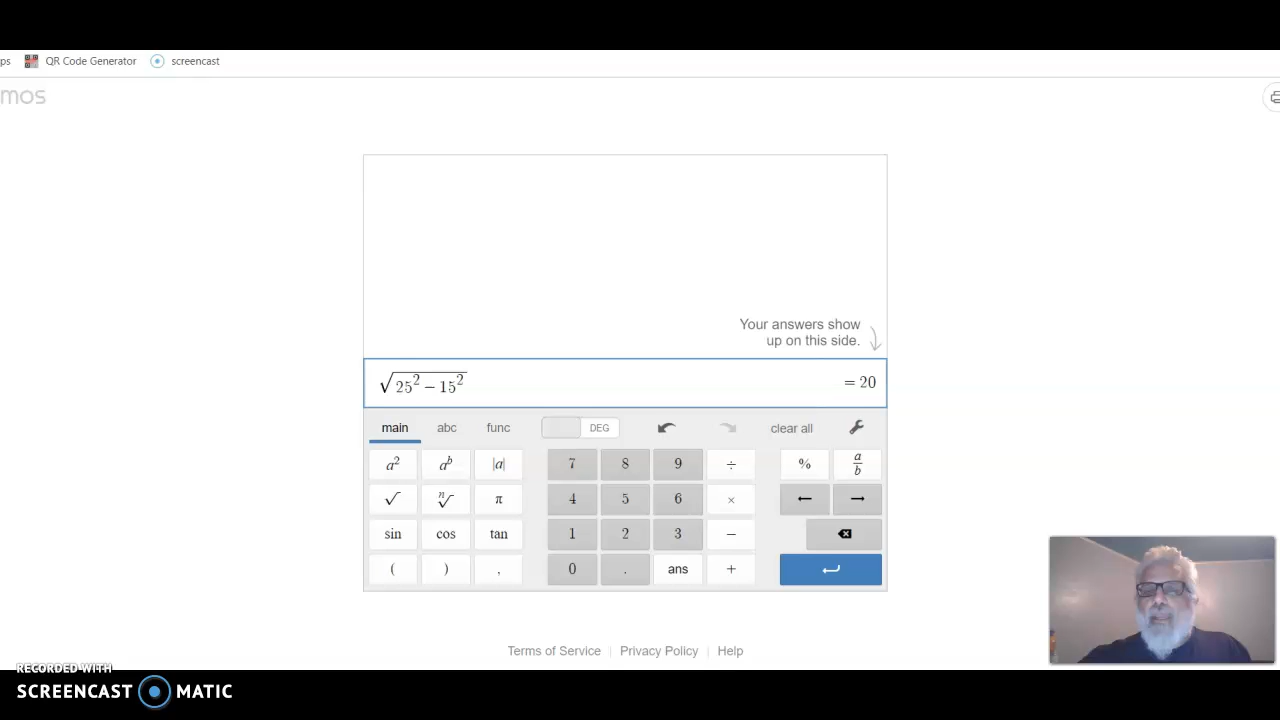 ps QR Code Generator screencast
mos
Your answers show
up on this side.
√25² − 15² = 20
main abc func DEG clear all
a² aᵇ |a| 7 8 9 ÷ % a/b
√ ⁿ√ π 4 5 6 × ← →
sin cos tan 1 2 3 −
( ) , 0 . ans +
Terms of Service | Privacy Policy | Help
RECORDED WITH
SCREENCAST MATIC